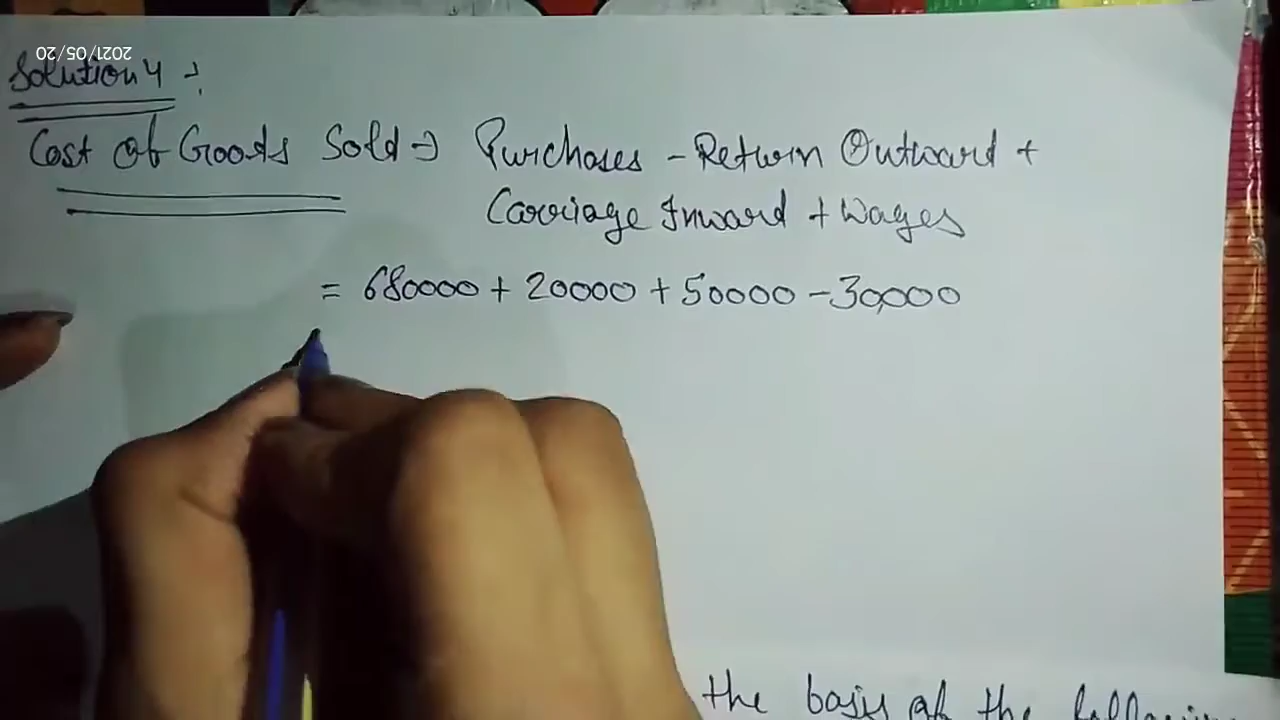 2021/05/20
Solution 4 :
Cost of Goods Sold → Purchases - Return Outward +
Carriage Inward + Wages
= 680000 + 20000 + 50000 - 30,000
the basis of the following